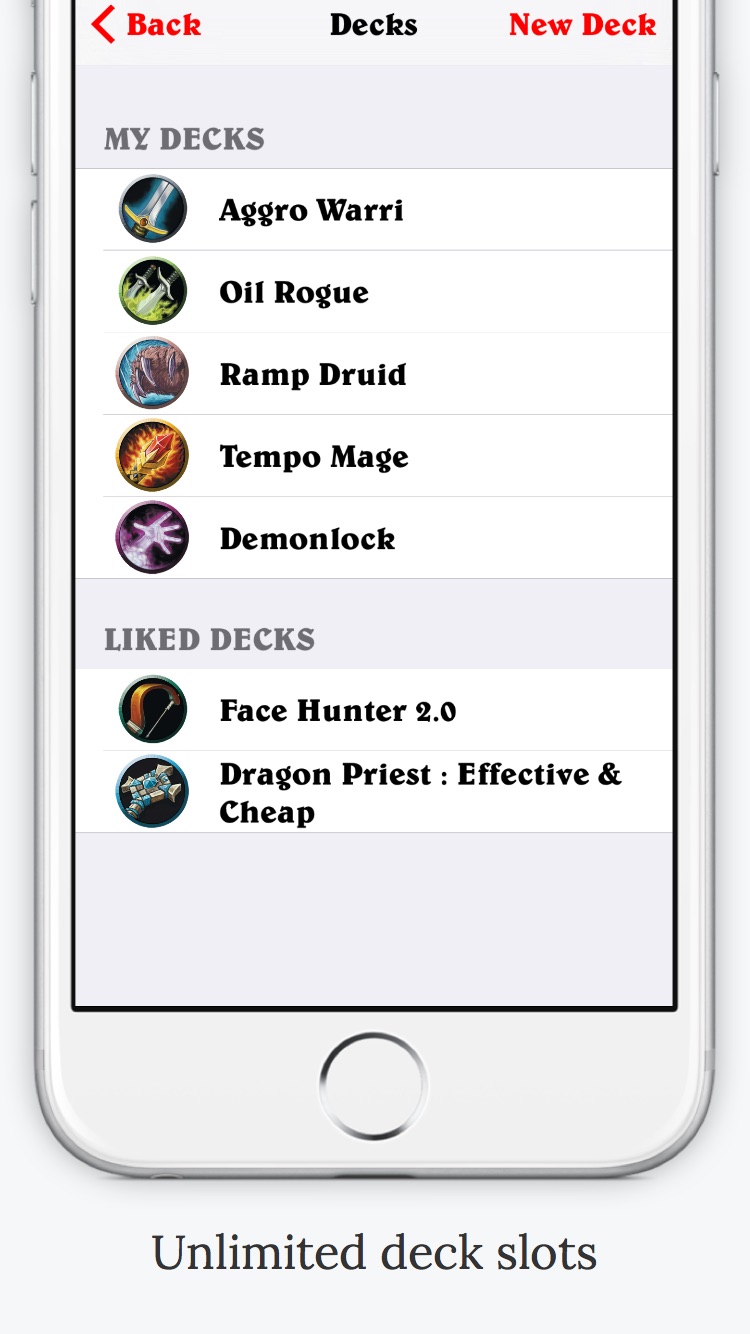 Back Decks New Deck
MY DECKS
Aggro Warri
Oil Rogue
Ramp Druid
Tempo Mage
Demonlock
LIKED DECKS
Face Hunter 2.0
Dragon Priest : Effective &
Cheap
Unlimited deck slots